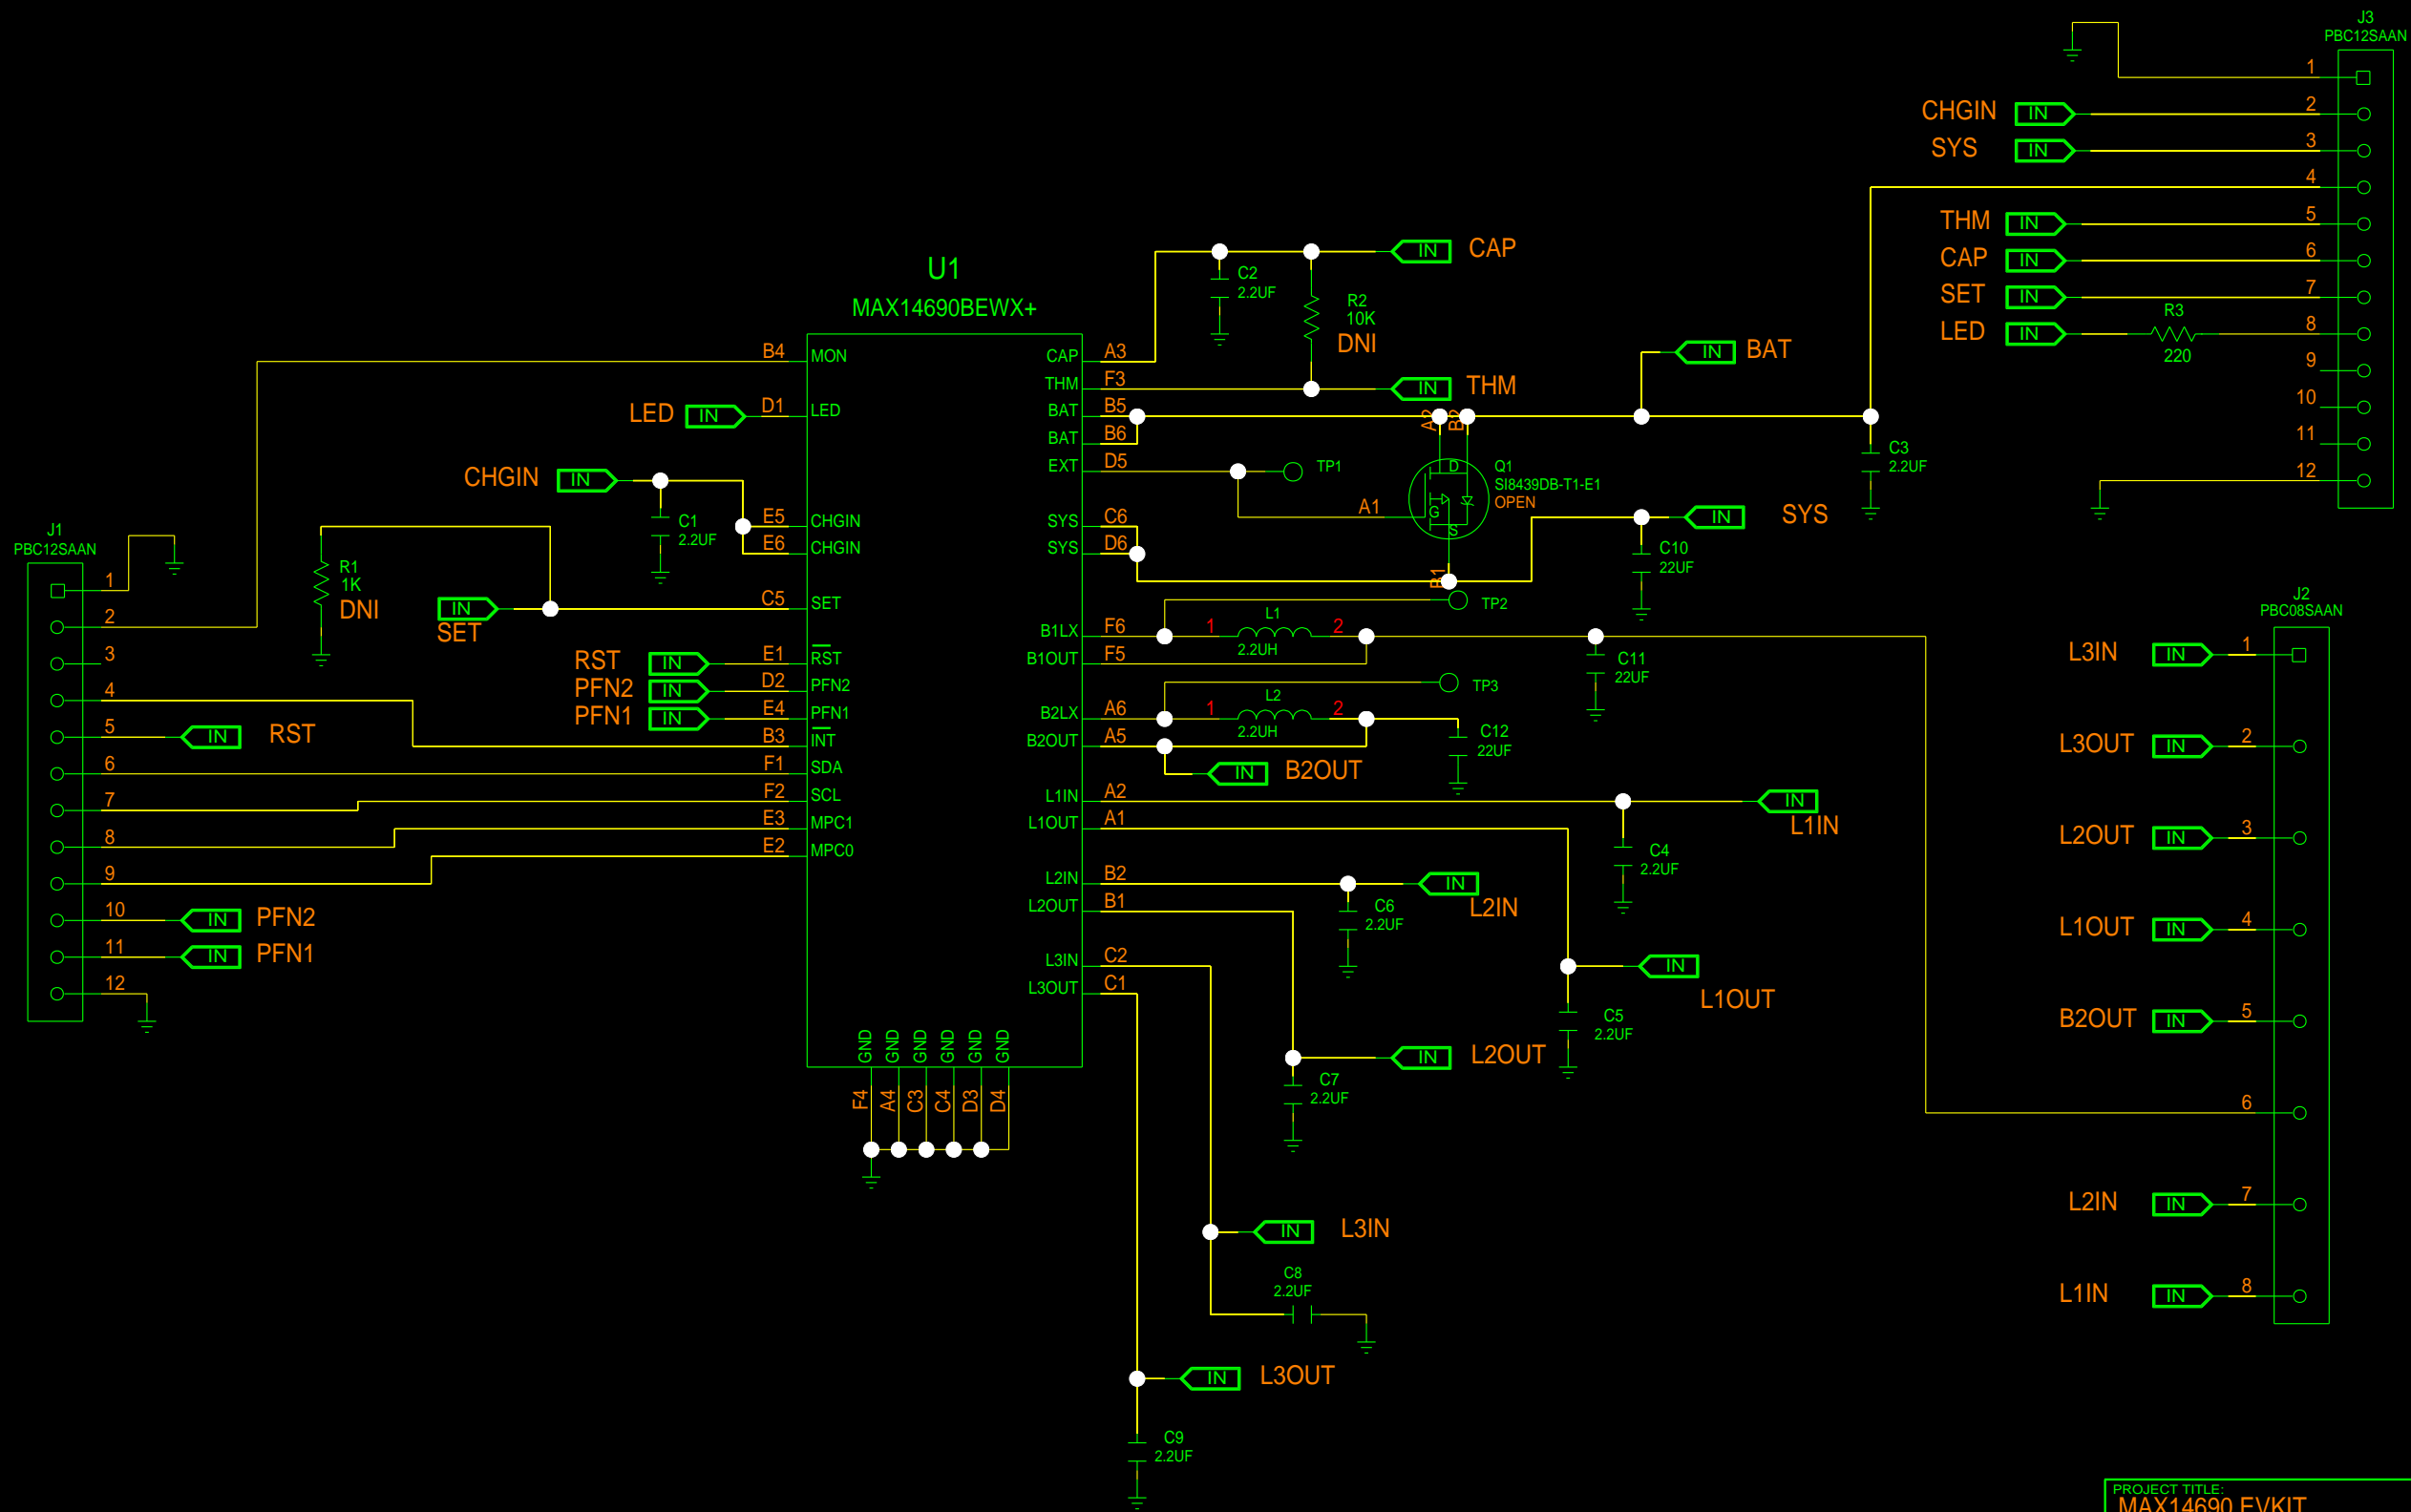 J3
PBC12SAAN
1
CHGIN IN 2
SYS IN 3
4
THM IN 5
CAP IN 6
SET IN 7
LED IN R3 220 8
9
10
11
12
U1
MAX14690BEWX+
B4 MON
LED IN D1 LED
CHGIN IN
C1
2.2UF
E5 CHGIN
E6 CHGIN
R1
1K
DNI
IN C5 SET
SET
RST IN E1 RST
PFN2 IN D2 PFN2
PFN1 IN E4 PFN1
B3 INT
F1 SDA
F2 SCL
E3 MPC1
E2 MPC0
J1
PBC12SAAN
1
2
3
4
5 IN RST
6
7
8
9
10 IN PFN2
11 IN PFN1
12
GND GND GND GND GND GND
F4 A4 C3 C4 D3 D4
CAP A3
THM F3
BAT B5
BAT B6
EXT D5
SYS C6
SYS D6
B1LX F6
B1OUT F5
B2LX A6
B2OUT A5
L1IN A2
L1OUT A1
L2IN B2
L2OUT B1
L3IN C2
L3OUT C1
IN CAP
C2
2.2UF
R2
10K
DNI
IN THM
IN BAT
A2 B2
TP1
A1
D
G
S
Q1
SI8439DB-T1-E1
OPEN
B1
C3
2.2UF
IN SYS
C10
22UF
TP2
1 L1 2
2.2UH
C11
22UF
TP3
1 L2 2
2.2UH
C12
22UF
IN B2OUT
IN
L1IN
C4
2.2UF
IN
L2IN
C6
2.2UF
IN
L1OUT
C5
2.2UF
IN L2OUT
C7
2.2UF
IN L3IN
C8
2.2UF
IN L3OUT
C9
2.2UF
J2
PBC08SAAN
L3IN IN 1
L3OUT IN 2
L2OUT IN 3
L1OUT IN 4
B2OUT IN 5
6
L2IN IN 7
L1IN IN 8
PROJECT TITLE:
MAX14690 EVKIT